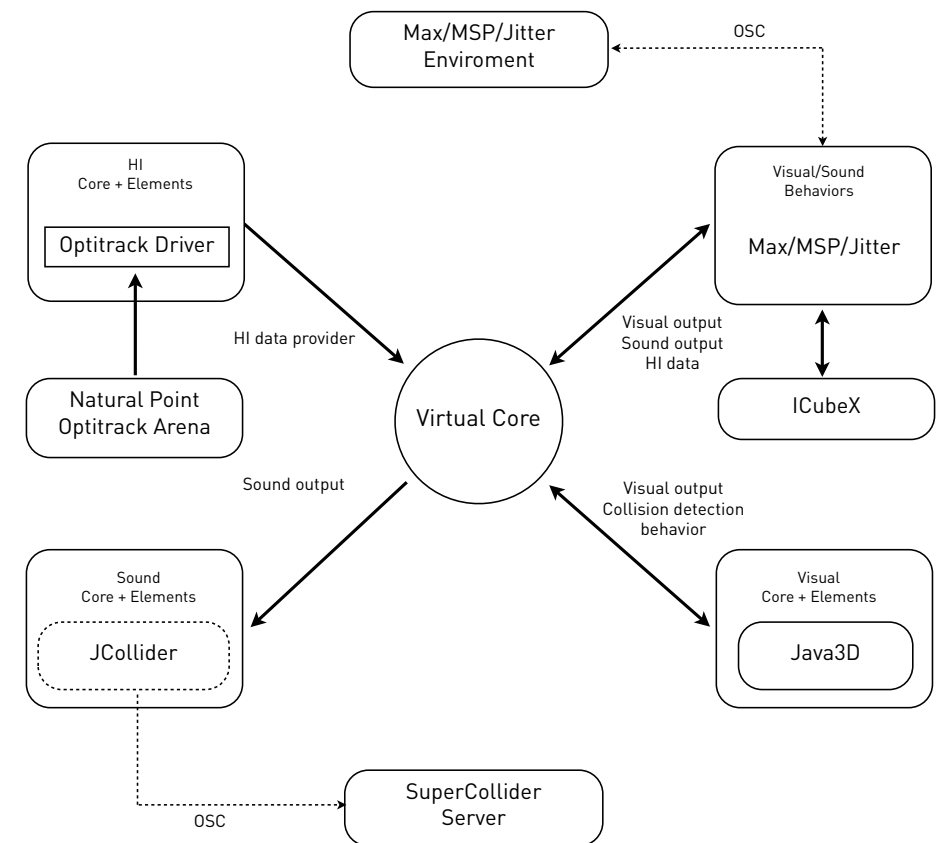 Max/MSP/Jitter
Enviroment
OSC
HI
Core + Elements
Optitrack Driver
Visual/Sound
Behaviors
Max/MSP/Jitter
HI data provider
Visual output
Sound output
HI data
Natural Point
Optitrack Arena
Virtual Core
ICubeX
Sound output
Visual output
Collision detection
behavior
Sound
Core + Elements
JCollider
Visual
Core + Elements
Java3D
SuperCollider
Server
OSC